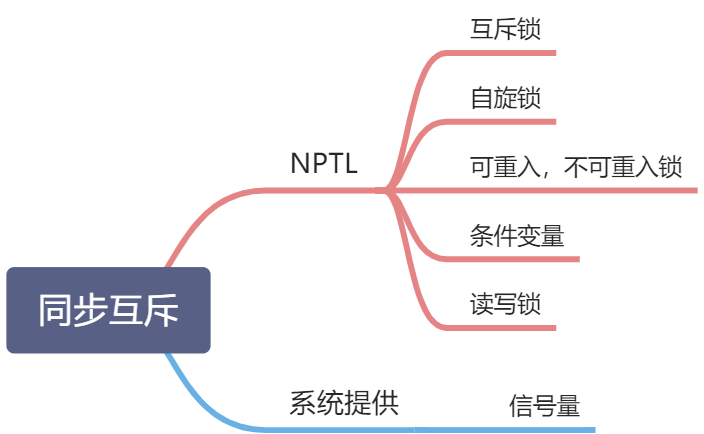 互斥锁
自旋锁
NPTL
可重入，不可重入锁
条件变量
同步互斥
读写锁
系统提供
信号量